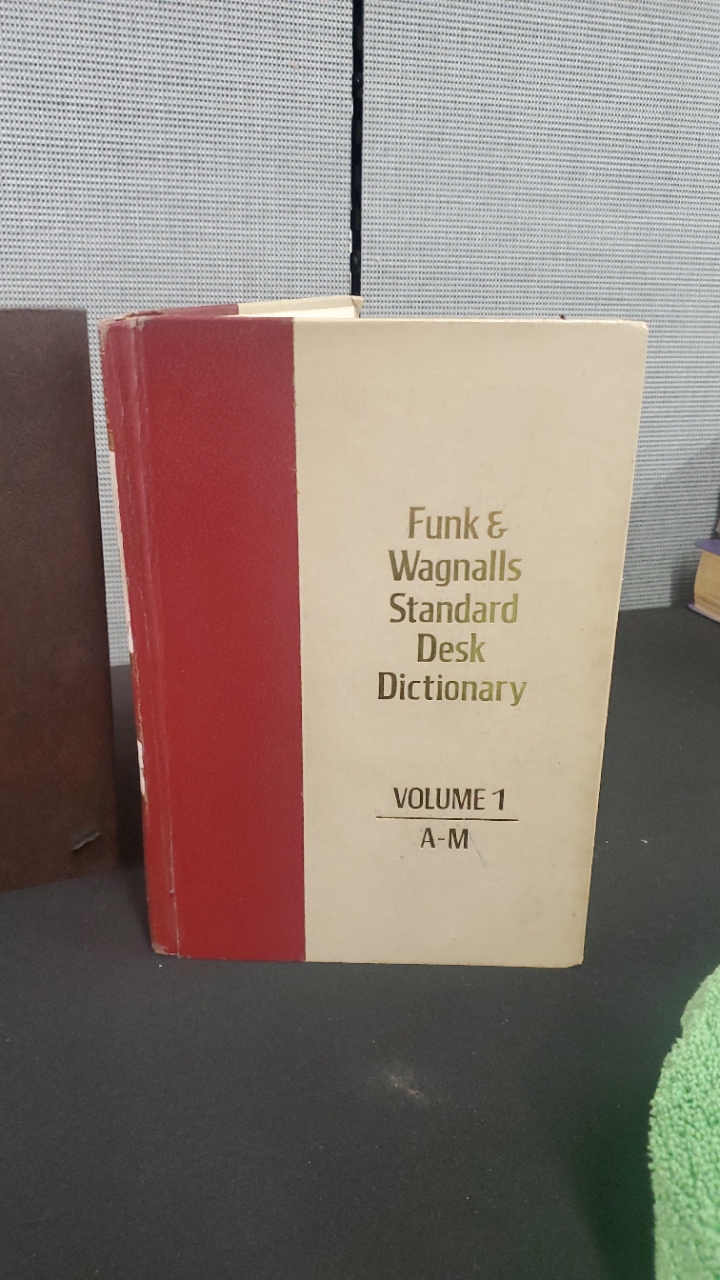 Funk &
Wagnalls
Standard
Desk
Dictionary
VOLUME 1
A-M